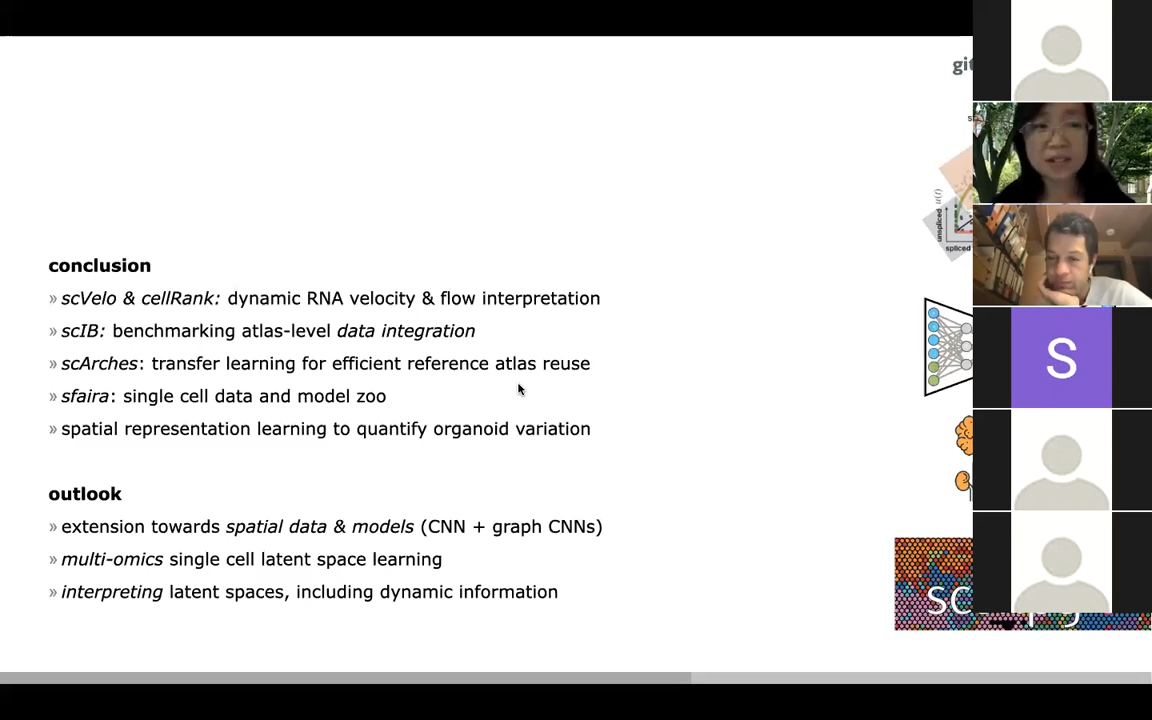 git
conclusion
» scVelo & cellRank: dynamic RNA velocity & flow interpretation
» scIB: benchmarking atlas-level data integration
» scArches: transfer learning for efficient reference atlas reuse
» sfaira: single cell data and model zoo
» spatial representation learning to quantify organoid variation
outlook
» extension towards spatial data & models (CNN + graph CNNs)
» multi-omics single cell latent space learning
» interpreting latent spaces, including dynamic information
unspliced
spliced
S